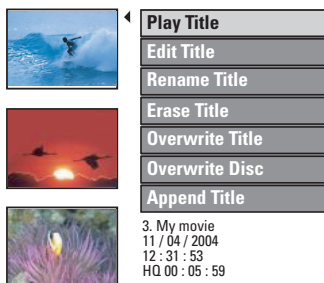 Play Title
Edit Title
Rename Title
Erase Title
Overwrite Title
Overwrite Disc
Append Title
3. My movie
11 / 04 / 2004
12 : 31 : 53
HQ 00 : 05 : 59